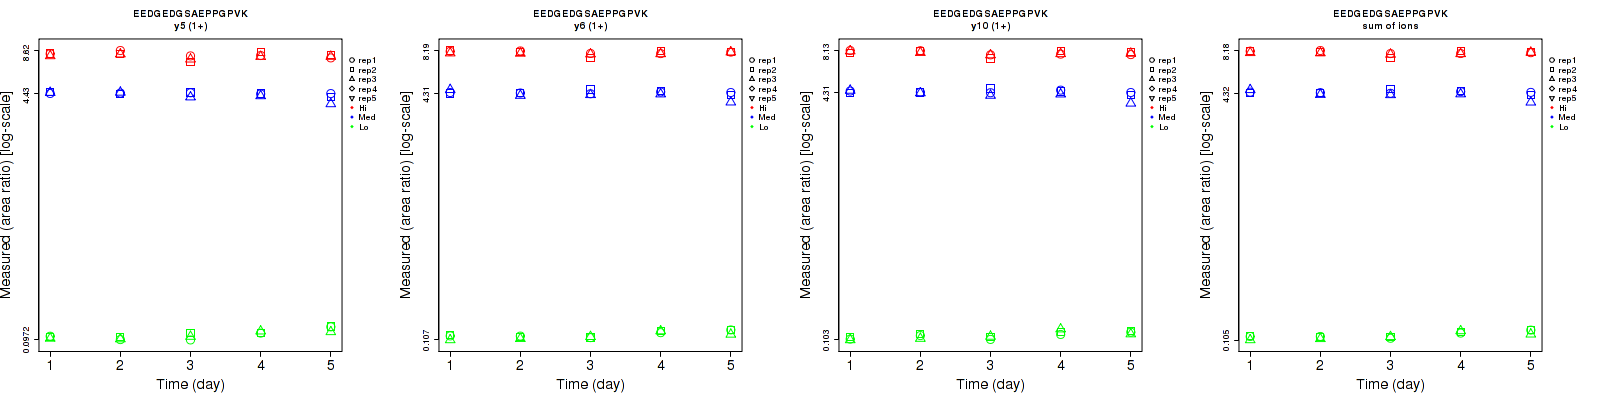 EEDGEDGSAEPPGPVK
y5 (1+)
Measured (area ratio) [log-scale]
8.62
4.43
0.0972
1 2 3 4 5
Time (day)
rep1
rep2
rep3
rep4
rep5
Hi
Med
Lo
EEDGEDGSAEPPGPVK
y6 (1+)
Measured (area ratio) [log-scale]
8.19
4.31
0.107
1 2 3 4 5
Time (day)
rep1
rep2
rep3
rep4
rep5
Hi
Med
Lo
EEDGEDGSAEPPGPVK
y10 (1+)
Measured (area ratio) [log-scale]
8.13
4.31
0.103
1 2 3 4 5
Time (day)
rep1
rep2
rep3
rep4
rep5
Hi
Med
Lo
EEDGEDGSAEPPGPVK
sum of ions
Measured (area ratio) [log-scale]
8.18
4.32
0.105
1 2 3 4 5
Time (day)
rep1
rep2
rep3
rep4
rep5
Hi
Med
Lo